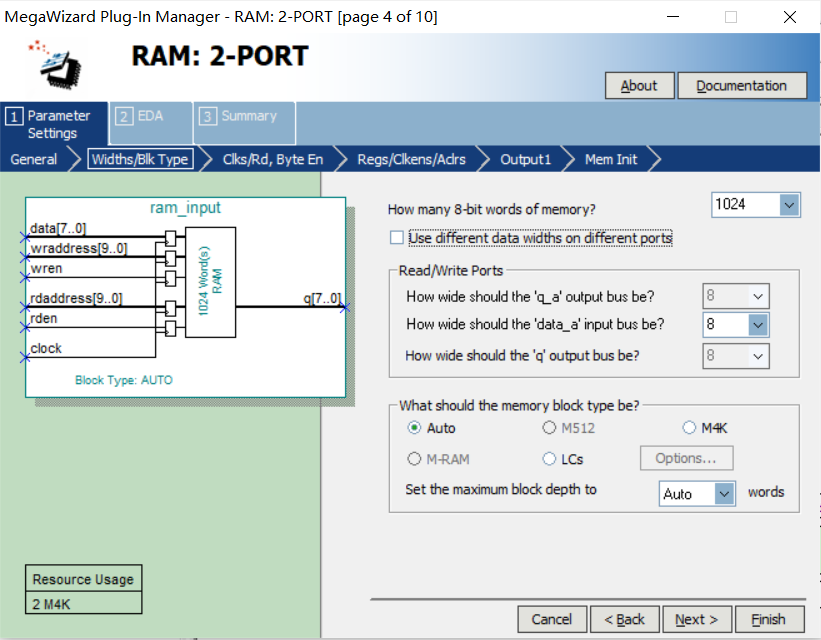 MegaWizard Plug-In Manager - RAM: 2-PORT [page 4 of 10]
RAM: 2-PORT
About
Documentation
1 Parameter Settings
2 EDA
3 Summary
General
Widths/Blk Type
Clks/Rd, Byte En
Regs/Clkens/Aclrs
Output1
Mem Init
ram_input
data[7..0]
wraddress[9..0]
wren
rdaddress[9..0]
rden
clock
1024 Word(s)
RAM
q[7..0]
Block Type: AUTO
Resource Usage
2 M4K
How many 8-bit words of memory?
1024
Use different data widths on different ports
Read/Write Ports
How wide should the 'q_a' output bus be?
8
How wide should the 'data_a' input bus be?
8
How wide should the 'q' output bus be?
8
What should the memory block type be?
Auto
M512
M4K
M-RAM
LCs
Options...
Set the maximum block depth to
Auto
words
Cancel
< Back
Next >
Finish